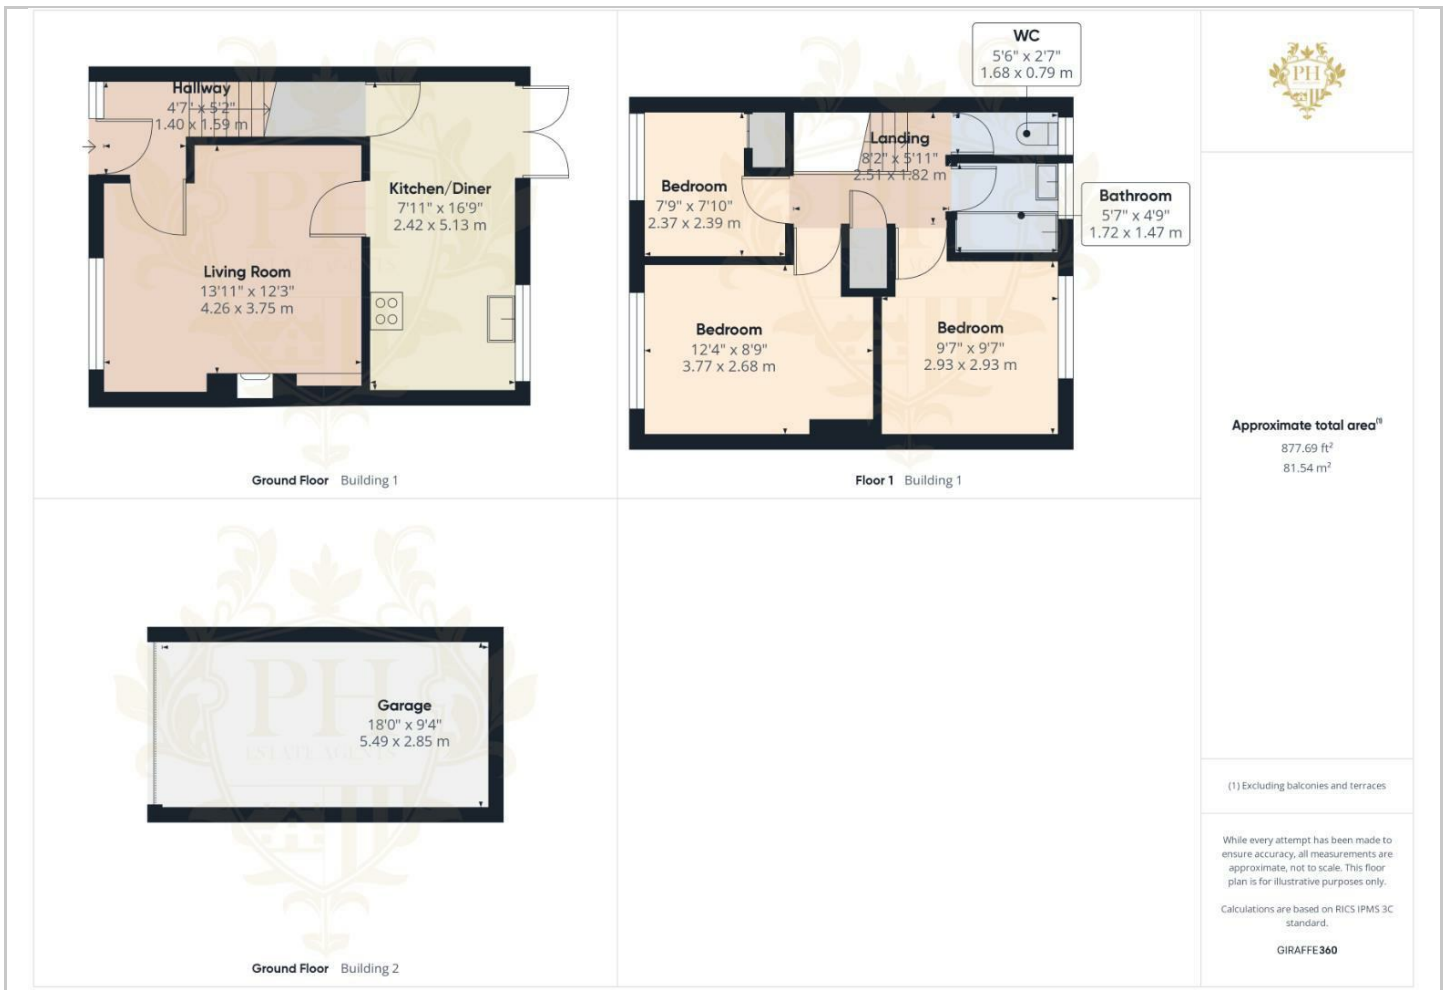 Hallway
4'7" x 5'2"
1.40 x 1.59 m
Kitchen/Diner
7'11" x 16'9"
2.42 x 5.13 m
Living Room
13'11" x 12'3"
4.26 x 3.75 m
Ground Floor Building 1
WC
5'6" x 2'7"
1.68 x 0.79 m
Landing
8'2" x 5'11"
2.51 x 1.82 m
Bedroom
7'9" x 7'10"
2.37 x 2.39 m
Bathroom
5'7" x 4'9"
1.72 x 1.47 m
Bedroom
12'4" x 8'9"
3.77 x 2.68 m
Bedroom
9'7" x 9'7"
2.93 x 2.93 m
Floor 1 Building 1
Garage
18'0" x 9'4"
5.49 x 2.85 m
PH
ESTATE AGENTS
Ground Floor Building 2
PH
Approximate total area(1)
877.69 ft²
81.54 m²
(1) Excluding balconies and terraces
While every attempt has been made to
ensure accuracy, all measurements are
approximate, not to scale. This floor
plan is for illustrative purposes only.
Calculations are based on RICS IPMS 3C
standard.
GIRAFFE360